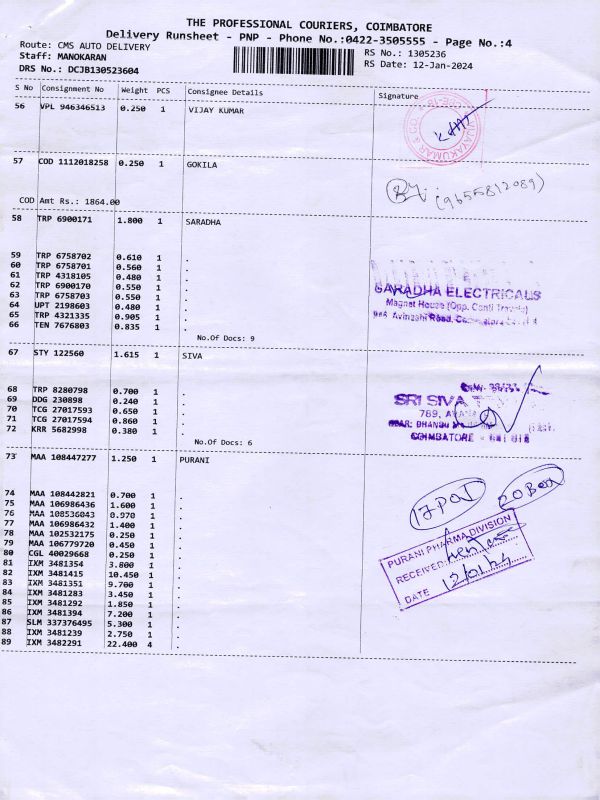 THE PROFESSIONAL COURIERS, COIMBATORE
Delivery Runsheet - PNP - Phone No.:0422-3505555 - Page No.:4
Route: CMS AUTO DELIVERY
RS No.: 1305236
Staff: MANOKARAN
RS Date: 12-Jan-2024
DRS No.: DCJB130523604
S No Consignment No Weight PCS Consignee Details Signature
56 VPL 946346513 0.250 1 VIJAY KUMAR
VIJAYAKUMAR & CO.
57 COD 1112018258 0.250 1 GOKILA
(9655812089)
COD Amt Rs.: 1864.00
58 TRP 6900171 1.800 1 SARADHA
59 TRP 6758702 0.610 1 .
60 TRP 6758701 0.560 1 .
61 TRP 4318105 0.480 1 .
62 TRP 6900170 0.550 1 .
63 TRP 6758703 0.550 1 .
64 UPT 2198603 0.480 1 .
65 TRP 4321335 0.905 1 .
66 TEN 7676803 0.835 1 .
SARADHA ELECTRICALS
Magnet House (Opp. Conti Travels)
Avinashi Road,
No.Of Docs: 9
67 STY 122560 1.615 1 SIVA
68 TRP 8280798 0.700 1 .
69 DDG 230898 0.240 1 .
70 TCG 27017593 0.650 1 .
71 TCG 27017594 0.860 1 .
72 KRR 5682998 0.380 1 .
SRI SIVA
789,
COIMBATORE
No.Of Docs: 6
73 MAA 108447277 1.250 1 PURANI
74 MAA 108442821 0.700 1 .
75 MAA 106986436 1.600 1 .
76 MAA 108536043 0.970 1 .
77 MAA 106986432 1.400 1 .
78 MAA 102532175 0.250 1 .
79 MAA 106779720 0.450 1 .
80 CGL 40029668 0.250 1 .
81 IXM 3481354 3.800 1 .
82 IXM 3481415 10.450 1 .
83 IXM 3481351 9.700 1 .
84 IXM 3481283 3.450 1 .
85 IXM 3481292 1.850 1 .
86 IXM 3481394 7.200 1 .
87 SLM 337376495 5.300 1 .
88 IXM 3481239 2.750 1 .
89 IXM 3482291 22.400 4 .
17 POD
20 Box
PURANI PHARMA DIVISION
RECEIVED:
DATE 12/01/24